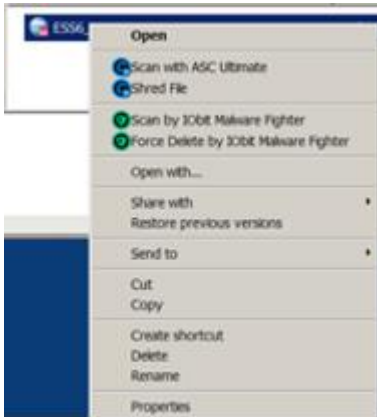 ESS6_
Open
Scan with ASC Ultimate
Shred File
Scan by IObit Malware Fighter
Force Delete by IObit Malware Fighter
Open with...
Share with
Restore previous versions
Send to
Cut
Copy
Create shortcut
Delete
Rename
Properties